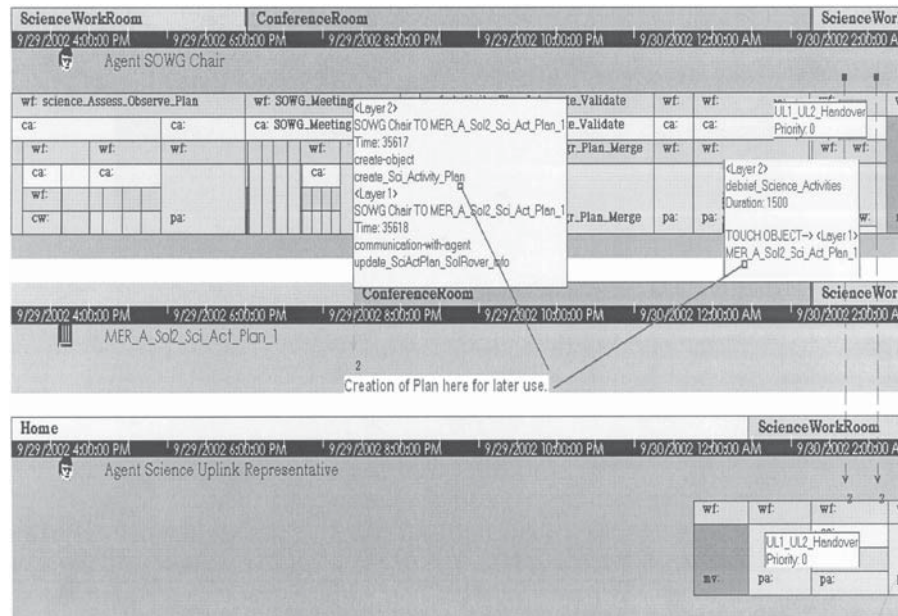 ScienceWorkRoom ConferenceRoom ScienceWor
9/29/2002 4:00:00 PM 9/29/2002 6:00:00 PM 9/29/2002 8:00:00 PM 9/29/2002 10:00:00 PM 9/30/2002 12:00:00 AM 9/30/2002 2:00:00 A
Agent SOWG Chair
wf: science_Assess_Observe_Plan wf: SOWG_Meeting e_Validate wf: wf:
ca: ca: ca: SOWG_Meeting e_Validate ca: ca:
wf: wf: wf: wf: gr_Plan_Merge wf: wf: wf: wf:
ca: ca: ca:
wf:
cw: pa: gr_Plan_Merge pa: pa: w:
<Layer 2>
SOWG Chair TO MER_A_Sol2_Sci_Act_Plan_1
Time: 35617
create-object
create_Sci_Activity_Plan
<Layer 1>
SOWG Chair TO MER_A_Sol2_Sci_Act_Plan_1
Time: 35618
communication-with-agent
update_SciActPlan_SolRover_info
UL1_UL2_Handover
Priority: 0
<Layer 2>
debrief_Science_Activities
Duration: 1500
TOUCH OBJECT--> <Layer 1>
MER_A_Sol2_Sci_Act_Plan_1
ConferenceRoom ScienceWor
9/29/2002 4:00:00 PM 9/29/2002 6:00:00 PM 9/29/2002 8:00:00 PM 9/29/2002 10:00:00 PM 9/30/2002 12:00:00 AM 9/30/2002 2:00:00 A
MER_A_Sol2_Sci_Act_Plan_1
2
Creation of Plan here for later use.
Home ScienceWorkRoom
9/29/2002 4:00:00 PM 9/29/2002 6:00:00 PM 9/29/2002 8:00:00 PM 9/29/2002 10:00:00 PM 9/30/2002 12:00:00 AM 9/30/2002 2:00:00 A
Agent Science Uplink Representative
2 2
wf: wf: wf:
UL1_UL2_Handover
Priority: 0
mv: pa: pa: